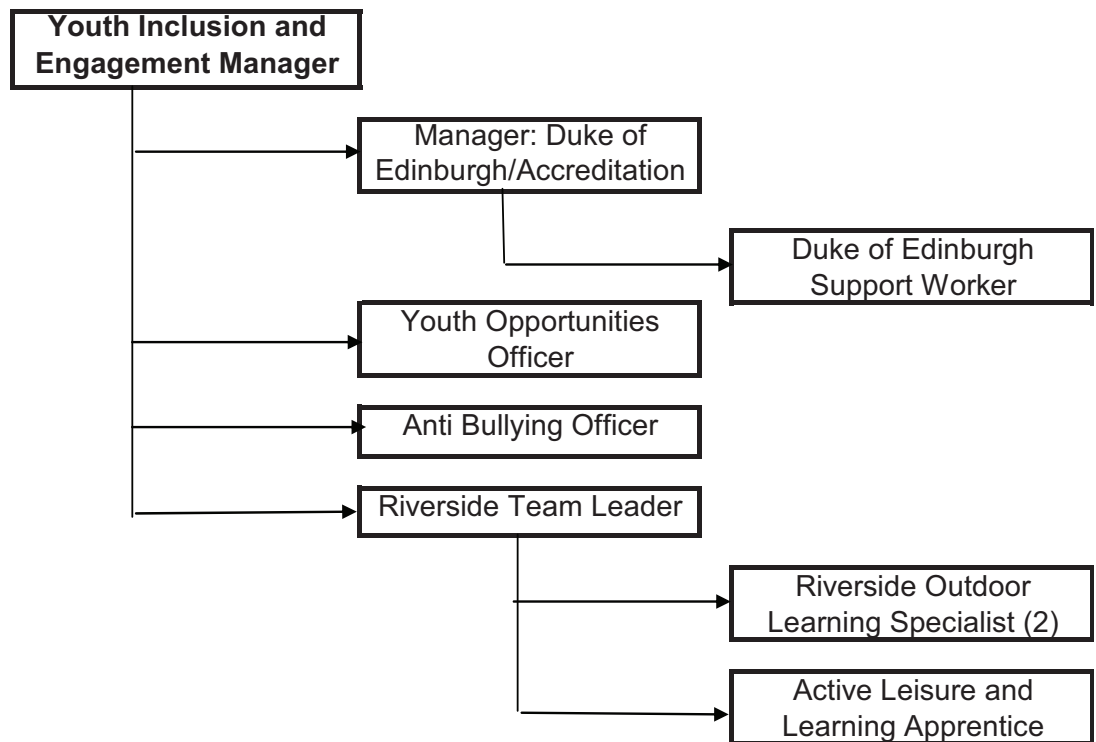 Youth Inclusion and
Engagement Manager
Manager: Duke of
Edinburgh/Accreditation
Duke of Edinburgh
Support Worker
Youth Opportunities
Officer
Anti Bullying Officer
Riverside Team Leader
Riverside Outdoor
Learning Specialist (2)
Active Leisure and
Learning Apprentice